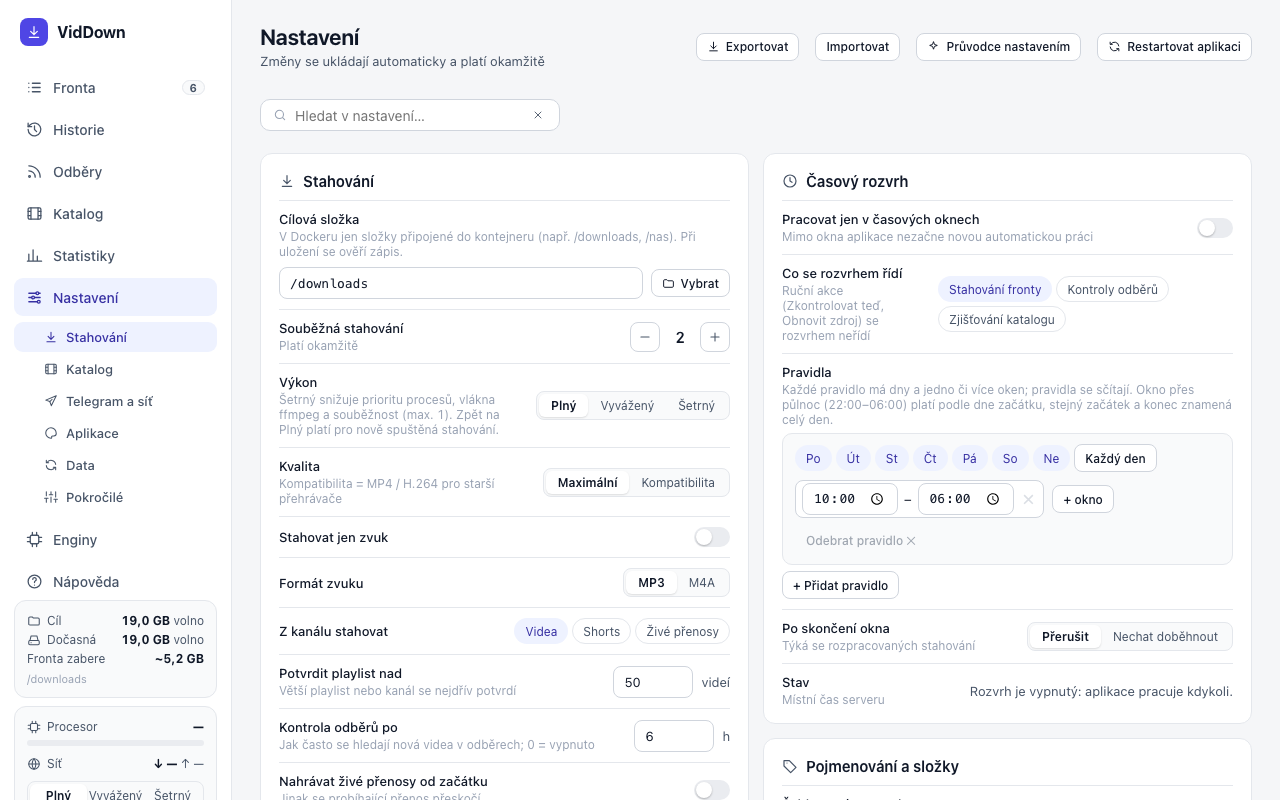 VidDown
Fronta
6
Historie
Odběry
Katalog
Statistiky
Nastavení
Stahování
Katalog
Telegram a síť
Aplikace
Data
Pokročilé
Enginy
Nápověda
Cíl 19,0 GB volno
Dočasná 19,0 GB volno
Fronta zabere ~5,2 GB
/downloads
Procesor –
Síť ↓ – ↑ –
Plný Vyvážený Šetrný
Nastavení
Změny se ukládají automaticky a platí okamžitě
Exportovat
Importovat
Průvodce nastavením
Restartovat aplikaci
Hledat v nastavení…
Stahování
Cílová složka
V Dockeru jen složky připojené do kontejneru (např. /downloads, /nas). Při
uložení se ověří zápis.
/downloads
Vybrat
Souběžná stahování
Platí okamžitě
− 2 +
Výkon
Šetrný snižuje prioritu procesů, vlákna
ffmpeg a souběžnost (max. 1). Zpět na
Plný platí pro nově spuštěná stahování.
Plný Vyvážený Šetrný
Kvalita
Kompatibilita = MP4 / H.264 pro starší
přehrávače
Maximální Kompatibilita
Stahovat jen zvuk
Formát zvuku
MP3 M4A
Z kanálu stahovat
Videa Shorts Živé přenosy
Potvrdit playlist nad
Větší playlist nebo kanál se nejdřív potvrdí
50 videí
Kontrola odběrů po
Jak často se hledají nová videa v odběrech; 0 = vypnuto
6 h
Nahrávat živé přenosy od začátku
Jinak se probíhající přenos přeskočí
Časový rozvrh
Pracovat jen v časových oknech
Mimo okna aplikace nezačne novou automatickou práci
Co se rozvrhem řídí
Ruční akce
(Zkontrolovat teď,
Obnovit zdroj) se
rozvrhem neřídí
Stahování fronty Kontroly odběrů
Zjišťování katalogu
Pravidla
Každé pravidlo má dny a jedno či více oken; pravidla se sčítají. Okno přes
půlnoc (22:00–06:00) platí podle dne začátku, stejný začátek a konec znamená
celý den.
Po Út St Čt Pá So Ne Každý den
10:00 – 06:00 × + okno
Odebrat pravidlo ×
+ Přidat pravidlo
Po skončení okna
Týká se rozpracovaných stahování
Přerušit Nechat doběhnout
Stav
Místní čas serveru
Rozvrh je vypnutý: aplikace pracuje kdykoli.
Pojmenování a složky